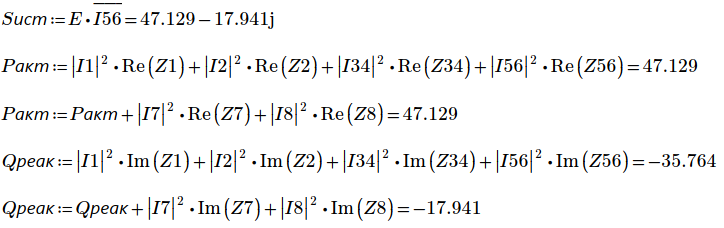 Sист:=E·I̅5̅6̅=47.129−17.941j
Pакт:=|I1|²·Re(Z1)+|I2|²·Re(Z2)+|I34|²·Re(Z34)+|I56|²·Re(Z56)=47.129
Pакт:=Pакт+|I7|²·Re(Z7)+|I8|²·Re(Z8)=47.129
Qреак:=|I1|²·Im(Z1)+|I2|²·Im(Z2)+|I34|²·Im(Z34)+|I56|²·Im(Z56)=−35.764
Qреак:=Qреак+|I7|²·Im(Z7)+|I8|²·Im(Z8)=−17.941